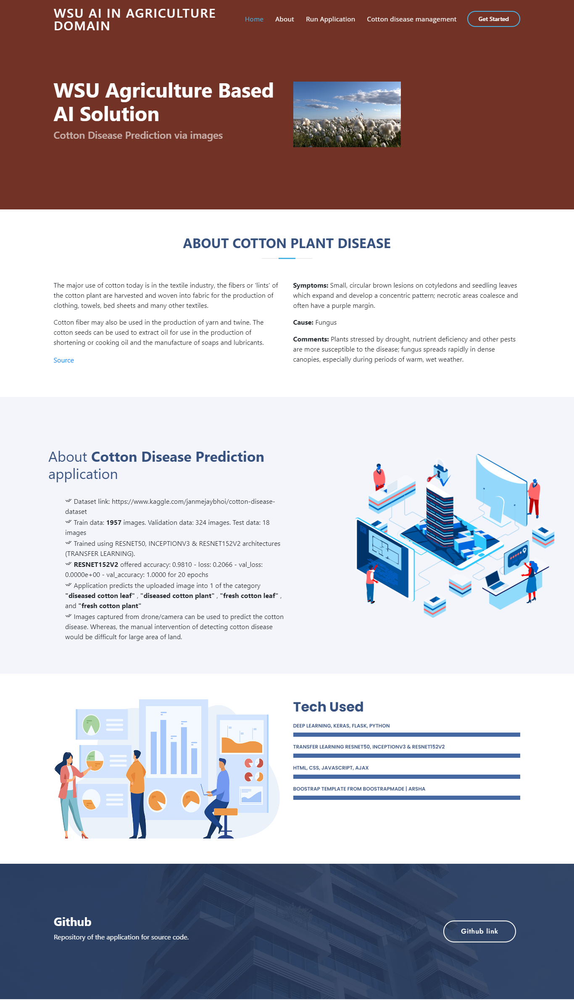 WSU AI IN AGRICULTURE
DOMAIN
Home
About
Run Application
Cotton disease management
Get Started
WSU Agriculture Based
AI Solution
Cotton Disease Prediction via images
ABOUT COTTON PLANT DISEASE
The major use of cotton today is in the textile industry, the fibers or 'lints' of
the cotton plant are harvested and woven into fabric for the production of
clothing, towels, bed sheets and many other textiles.
Cotton fiber may also be used in the production of yarn and twine. The
cotton seeds can be used to extract oil for use in the production of
shortening or cooking oil and the manufacture of soaps and lubricants.
Source
Symptoms: Small, circular brown lesions on cotyledons and seedling leaves
which expand and develop a concentric pattern; necrotic areas coalesce and
often have a purple margin.
Cause: Fungus
Comments: Plants stressed by drought, nutrient deficiency and other pests
are more susceptible to the disease; fungus spreads rapidly in dense
canopies, especially during periods of warm, wet weather.
About Cotton Disease Prediction
application
Dataset link: https://www.kaggle.com/janmejaybhoi/cotton-disease-
dataset
Train data: 1957 images. Validation data: 324 images. Test data: 18
images
Trained using RESNET50, INCEPTIONV3 & RESNET152V2 architectures
(TRANSFER LEARNING).
RESNET152V2 offered accuracy: 0.9810 - loss: 0.2066 - val_loss:
0.0000e+00 - val_accuracy: 1.0000 for 20 epochs
Application predicts the uploaded image into 1 of the category
"diseased cotton leaf" , "diseased cotton plant" , "fresh cotton leaf" ,
and "fresh cotton plant"
Images captured from drone/camera can be used to predict the cotton
disease. Whereas, the manual intervention of detecting cotton disease
would be difficult for large area of land.
Tech Used
DEEP LEARNING, KERAS, FLASK, PYTHON
TRANSFER LEARNING RESNET50, INCEPTIONV3 & RESNET152V2
HTML, CSS, JAVASCRIPT, AJAX
BOOSTRAP TEMPLATE FROM BOOSTRAPMADE | ARSHA
Github
Repository of the application for source code.
Github link